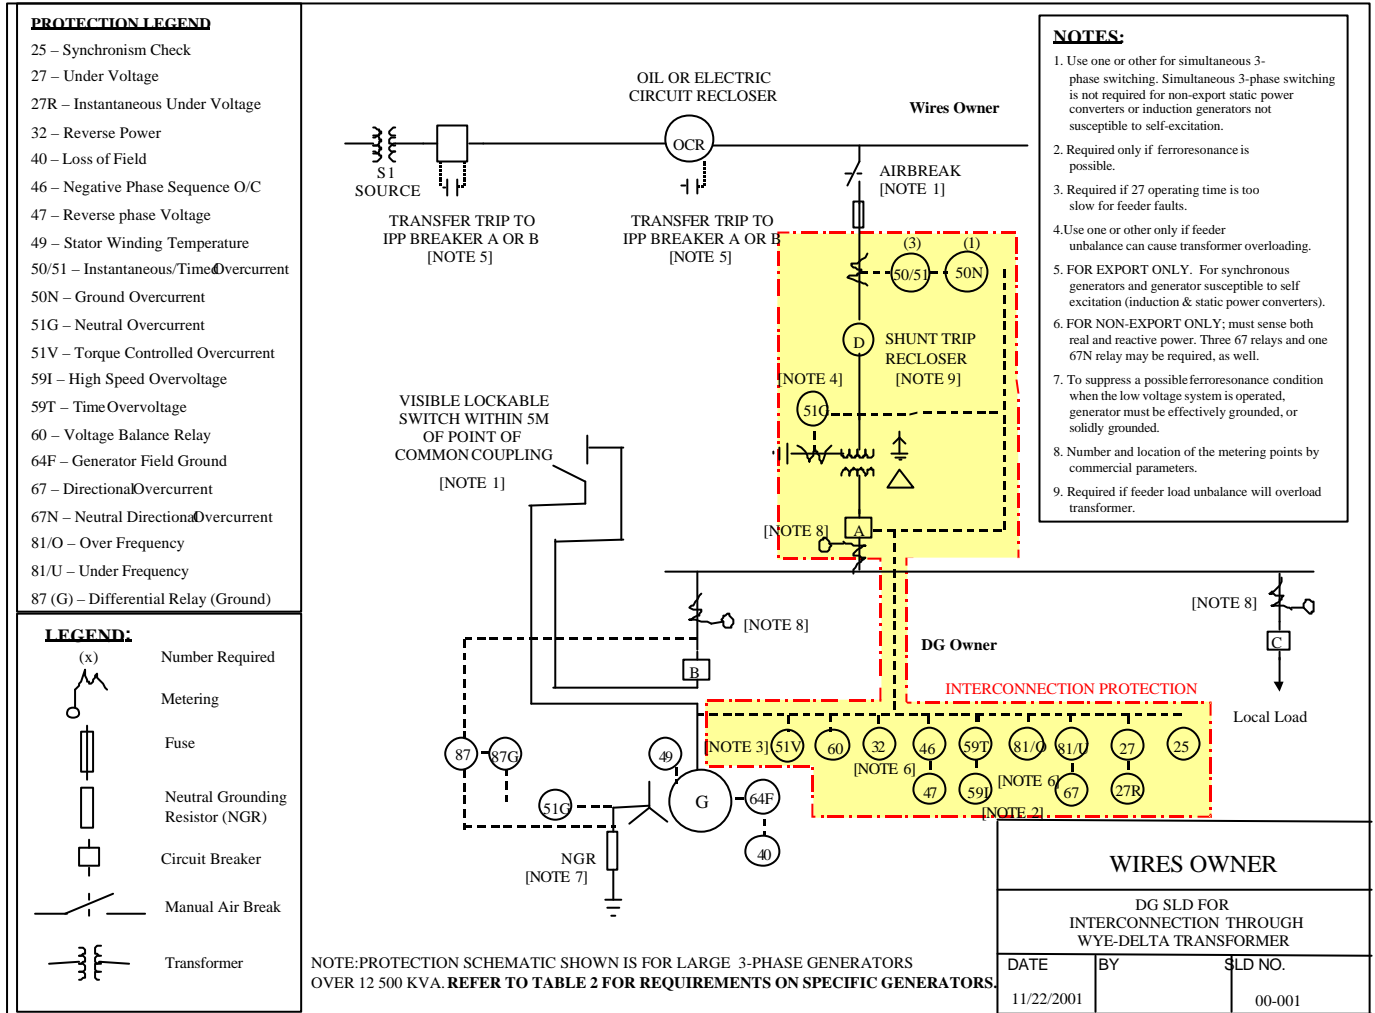 PROTECTION LEGEND
25 – Synchronism Check
27 – Under Voltage
27R – Instantaneous Under Voltage
32 – Reverse Power
40 – Loss of Field
46 – Negative Phase Sequence O/C
47 – Reverse phase Voltage
49 – Stator Winding Temperature
50/51 – Instantaneous/Timed Overcurrent
50N – Ground Overcurrent
51G – Neutral Overcurrent
51V – Torque Controlled Overcurrent
59I – High Speed Overvoltage
59T – Time Overvoltage
60 – Voltage Balance Relay
64F – Generator Field Ground
67 – Directional Overcurrent
67N – Neutral Directional Overcurrent
81/O – Over Frequency
81/U – Under Frequency
87 (G) – Differential Relay (Ground)
LEGEND:
(x) Number Required
Metering
Fuse
Neutral Grounding
Resistor (NGR)
Circuit Breaker
Manual Air Break
Transformer
OIL OR ELECTRIC
CIRCUIT RECLOSER
Wires Owner
OCR
S1
SOURCE
AIRBREAK
[NOTE 1]
TRANSFER TRIP TO
IPP BREAKER A OR B
[NOTE 5]
TRANSFER TRIP TO
IPP BREAKER A OR B
[NOTE 5]
(3)
(1)
50/51
50N
D
SHUNT TRIP
RECLOSER
[NOTE 9]
[NOTE 4]
51G
VISIBLE LOCKABLE
SWITCH WITHIN 5M
OF POINT OF
COMMON COUPLING
[NOTE 1]
[NOTE 8]
A
[NOTE 8]
[NOTE 8]
DG Owner
B
C
INTERCONNECTION PROTECTION
Local Load
[NOTE 3]
51V
60
32
46
59T
81/O
81/U
27
25
[NOTE 6]
[NOTE 6]
47
59I
67
27R
[NOTE 2]
87
87G
49
G
64F
51G
40
NGR
[NOTE 7]
NOTES:
1. Use one or other for simultaneous 3-
phase switching. Simultaneous 3-phase switching
is not required for non-export static power
converters or induction generators not
susceptible to self-excitation.
2. Required only if ferroresonance is
possible.
3. Required if 27 operating time is too
slow for feeder faults.
4.Use one or other only if feeder
unbalance can cause transformer overloading.
5. FOR EXPORT ONLY. For synchronous
generators and generator susceptible to self
excitation (induction & static power converters).
6. FOR NON-EXPORT ONLY; must sense both
real and reactive power. Three 67 relays and one
67N relay may be required, as well.
7. To suppress a possible ferroresonance condition
when the low voltage system is operated,
generator must be effectively grounded, or
solidly grounded.
8. Number and location of the metering points by
commercial parameters.
9. Required if feeder load unbalance will overload
transformer.
NOTE:PROTECTION SCHEMATIC SHOWN IS FOR LARGE 3-PHASE GENERATORS
OVER 12 500 KVA. REFER TO TABLE 2 FOR REQUIREMENTS ON SPECIFIC GENERATORS.
WIRES OWNER
DG SLD FOR
INTERCONNECTION THROUGH
WYE-DELTA TRANSFORMER
DATE BY SLD NO.
11/22/2001 00-001